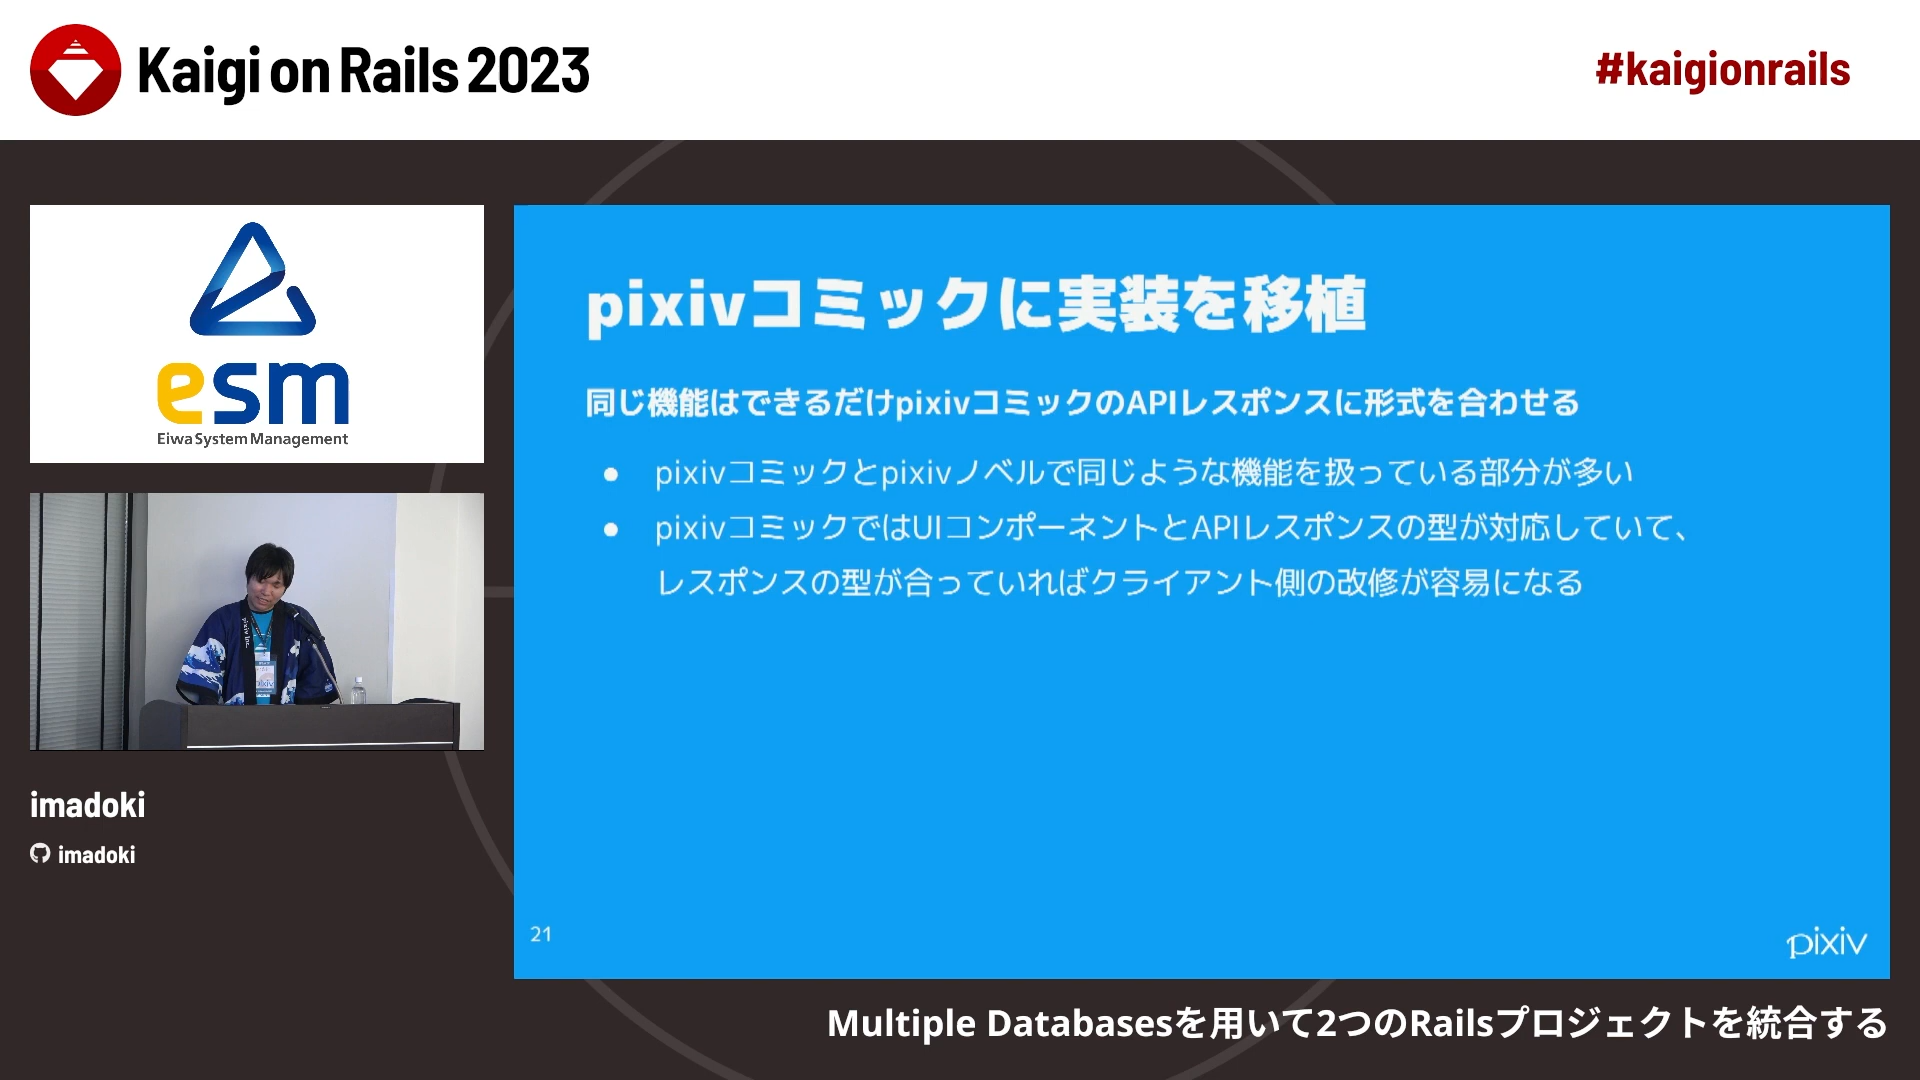 Kaigi on Rails 2023
#kaigionrails
esm
Eiwa System Management
pixiv Inc.
pixiv
imadoki
imadoki
pixivコミックに実装を移植
同じ機能はできるだけpixivコミックのAPIレスポンスに形式を合わせる
● pixivコミックとpixivノベルで同じような機能を扱っている部分が多い
● pixivコミックではUIコンポーネントとAPIレスポンスの型が対応していて、
レスポンスの型が合っていればクライアント側の改修が容易になる
21
pixiv
Multiple Databasesを用いて2つのRailsプロジェクトを統合する